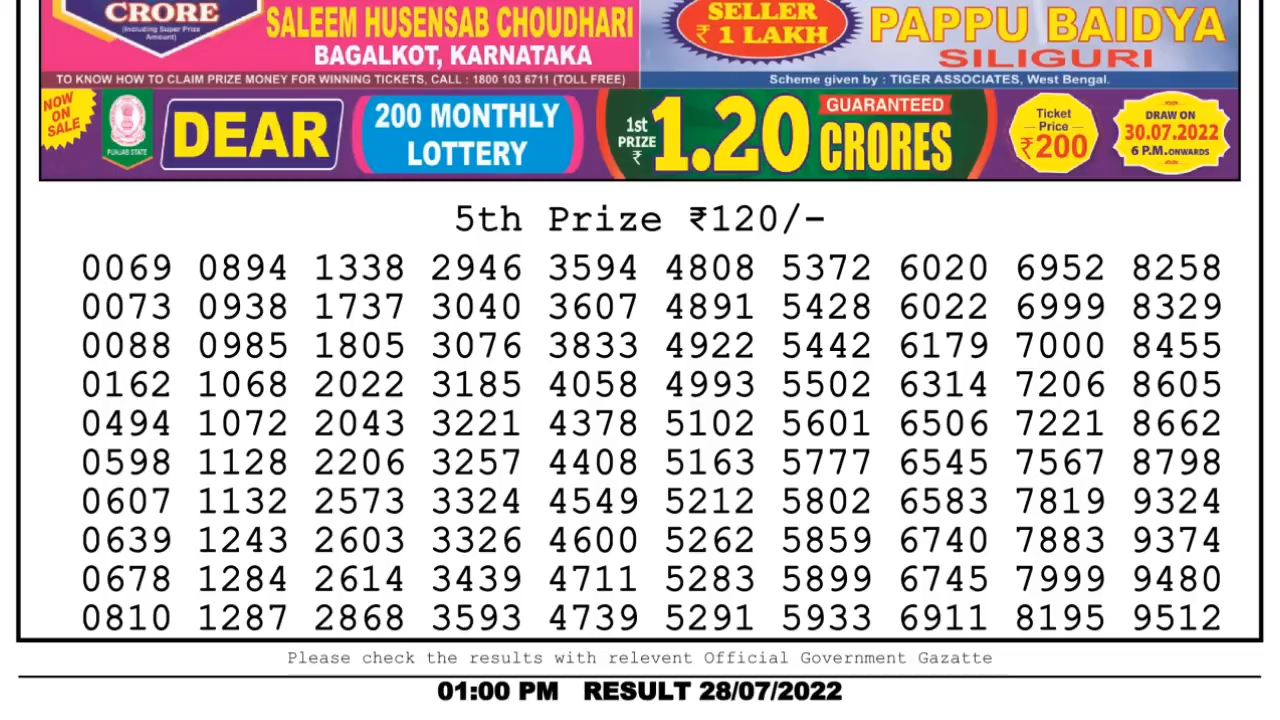 CRORE
(Including Super Prize
Amount)
SALEEM HUSENSAB CHOUDHARI
BAGALKOT, KARNATAKA
SELLER
₹ 1 LAKH
PAPPU BAIDYA
SILIGURI
TO KNOW HOW TO CLAIM PRIZE MONEY FOR WINNING TICKETS, CALL : 1800 103 6711 (TOLL FREE)
Scheme given by : TIGER ASSOCIATES, West Bengal.
NOW
ON
SALE
PUNJAB STATE
DEAR
200 MONTHLY
LOTTERY
1st
PRIZE
₹
1.20
GUARANTEED
CRORES
Ticket
Price
₹200
DRAW ON
30.07.2022
6 P.M. ONWARDS
5th Prize ₹120/-
0069 0894 1338 2946 3594 4808 5372 6020 6952 8258
0073 0938 1737 3040 3607 4891 5428 6022 6999 8329
0088 0985 1805 3076 3833 4922 5442 6179 7000 8455
0162 1068 2022 3185 4058 4993 5502 6314 7206 8605
0494 1072 2043 3221 4378 5102 5601 6506 7221 8662
0598 1128 2206 3257 4408 5163 5777 6545 7567 8798
0607 1132 2573 3324 4549 5212 5802 6583 7819 9324
0639 1243 2603 3326 4600 5262 5859 6740 7883 9374
0678 1284 2614 3439 4711 5283 5899 6745 7999 9480
0810 1287 2868 3593 4739 5291 5933 6911 8195 9512
Please check the results with relevent Official Government Gazatte
01:00 PM RESULT 28/07/2022